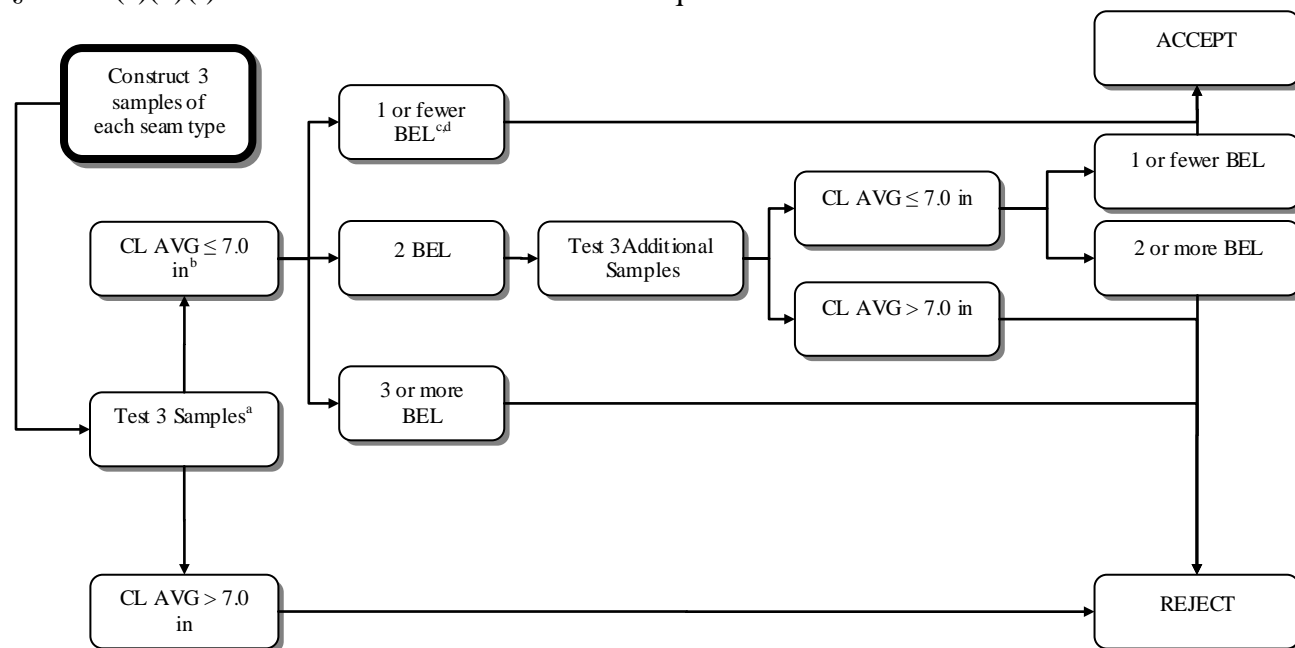 ACCEPT
Construct 3
samples of
each seam type
1 or fewer
BEL^c,d
1 or fewer BEL
CL AVG ≤ 7.0 in
CL AVG ≤ 7.0
in^b
2 BEL
Test 3Additional
Samples
2 or more BEL
CL AVG > 7.0 in
3 or more
BEL
Test 3 Samples^a
CL AVG > 7.0
in
REJECT